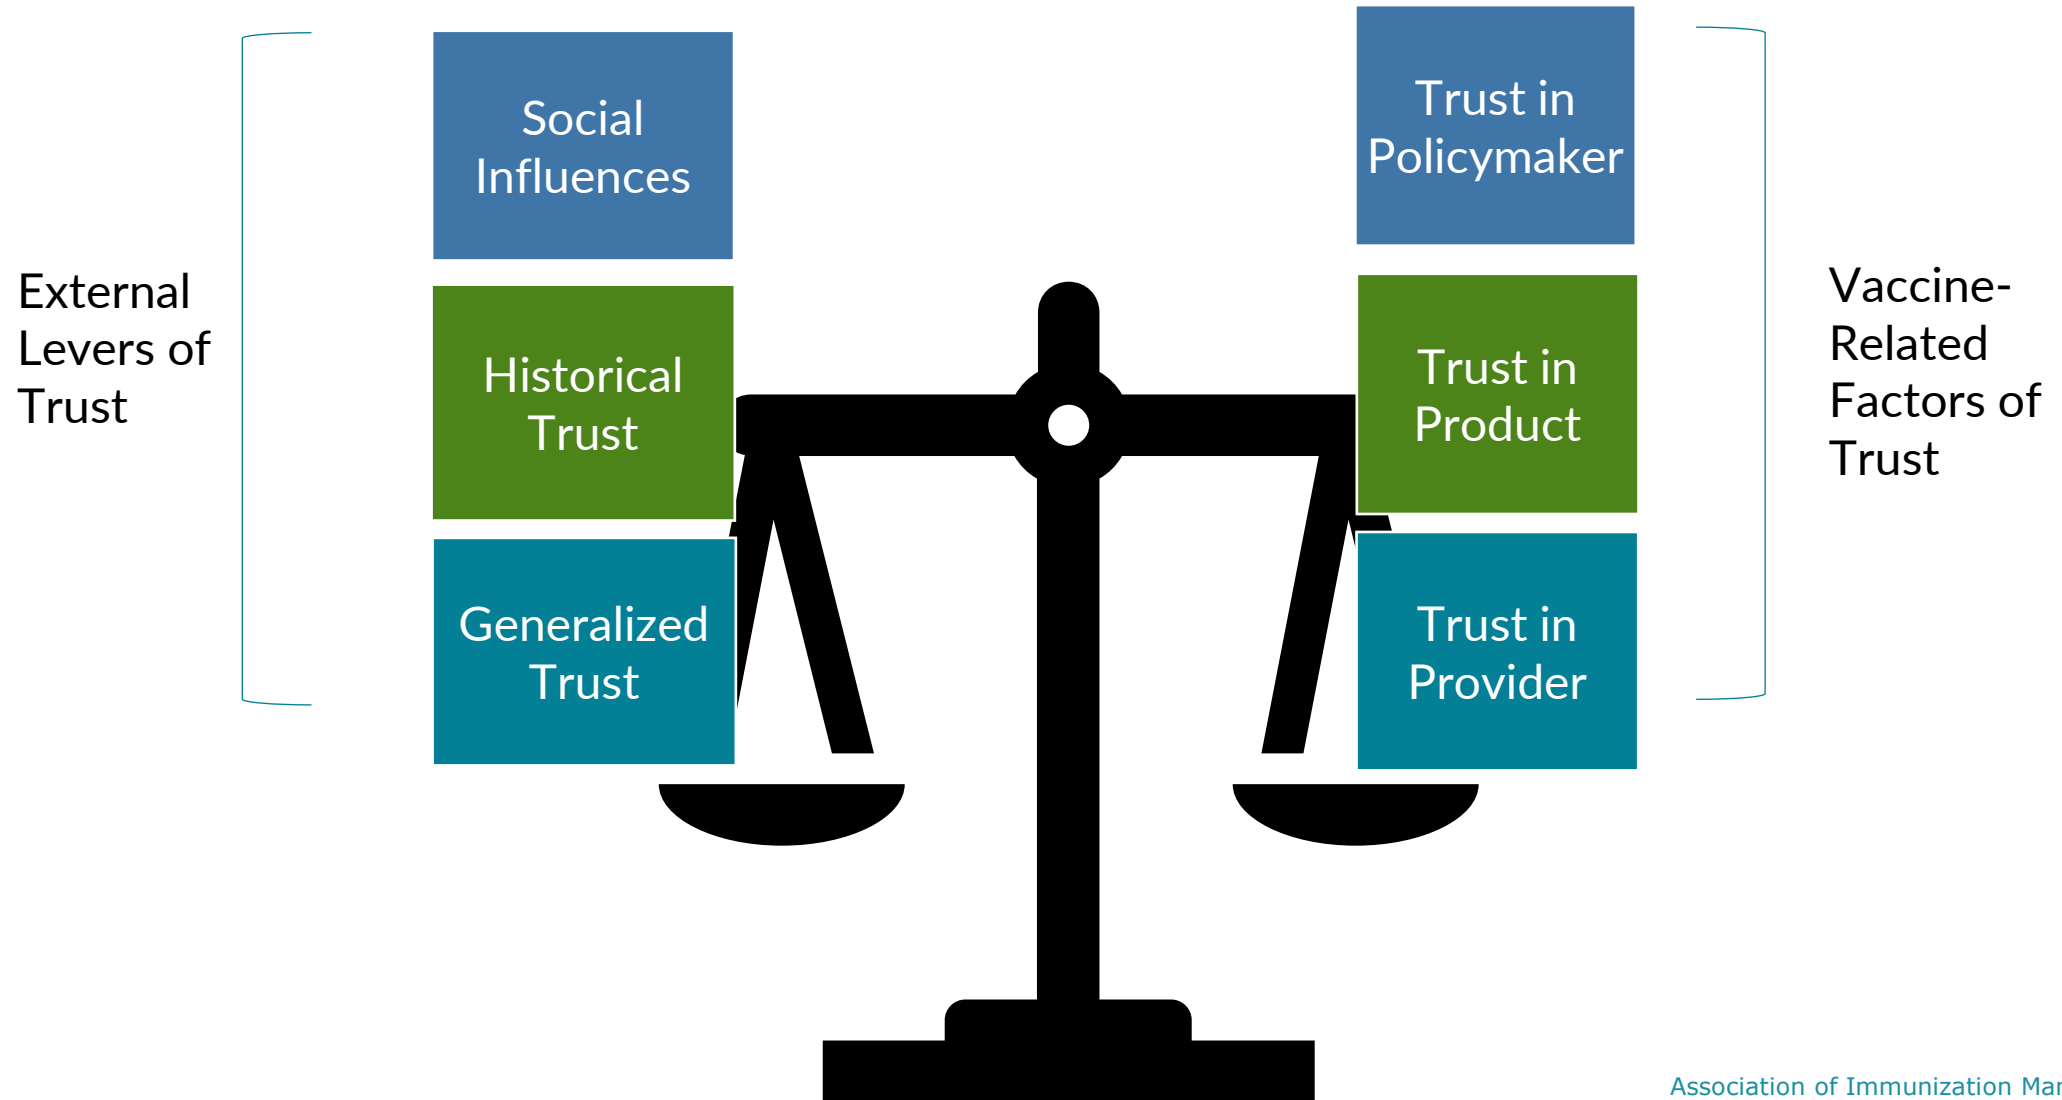 External
Levers of
Trust
Social
Influences
Historical
Trust
Generalized
Trust
Trust in
Policymaker
Trust in
Product
Trust in
Provider
Vaccine-
Related
Factors of
Trust
Association of Immunization